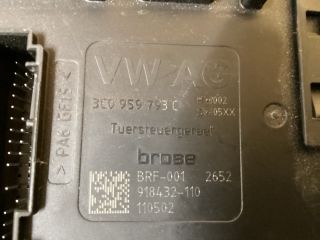 VW AG
3C0 959 793 C
Tuersteuergeraet
brose
BRF-001 2652
918432-110
110502
>PA6 GF15<